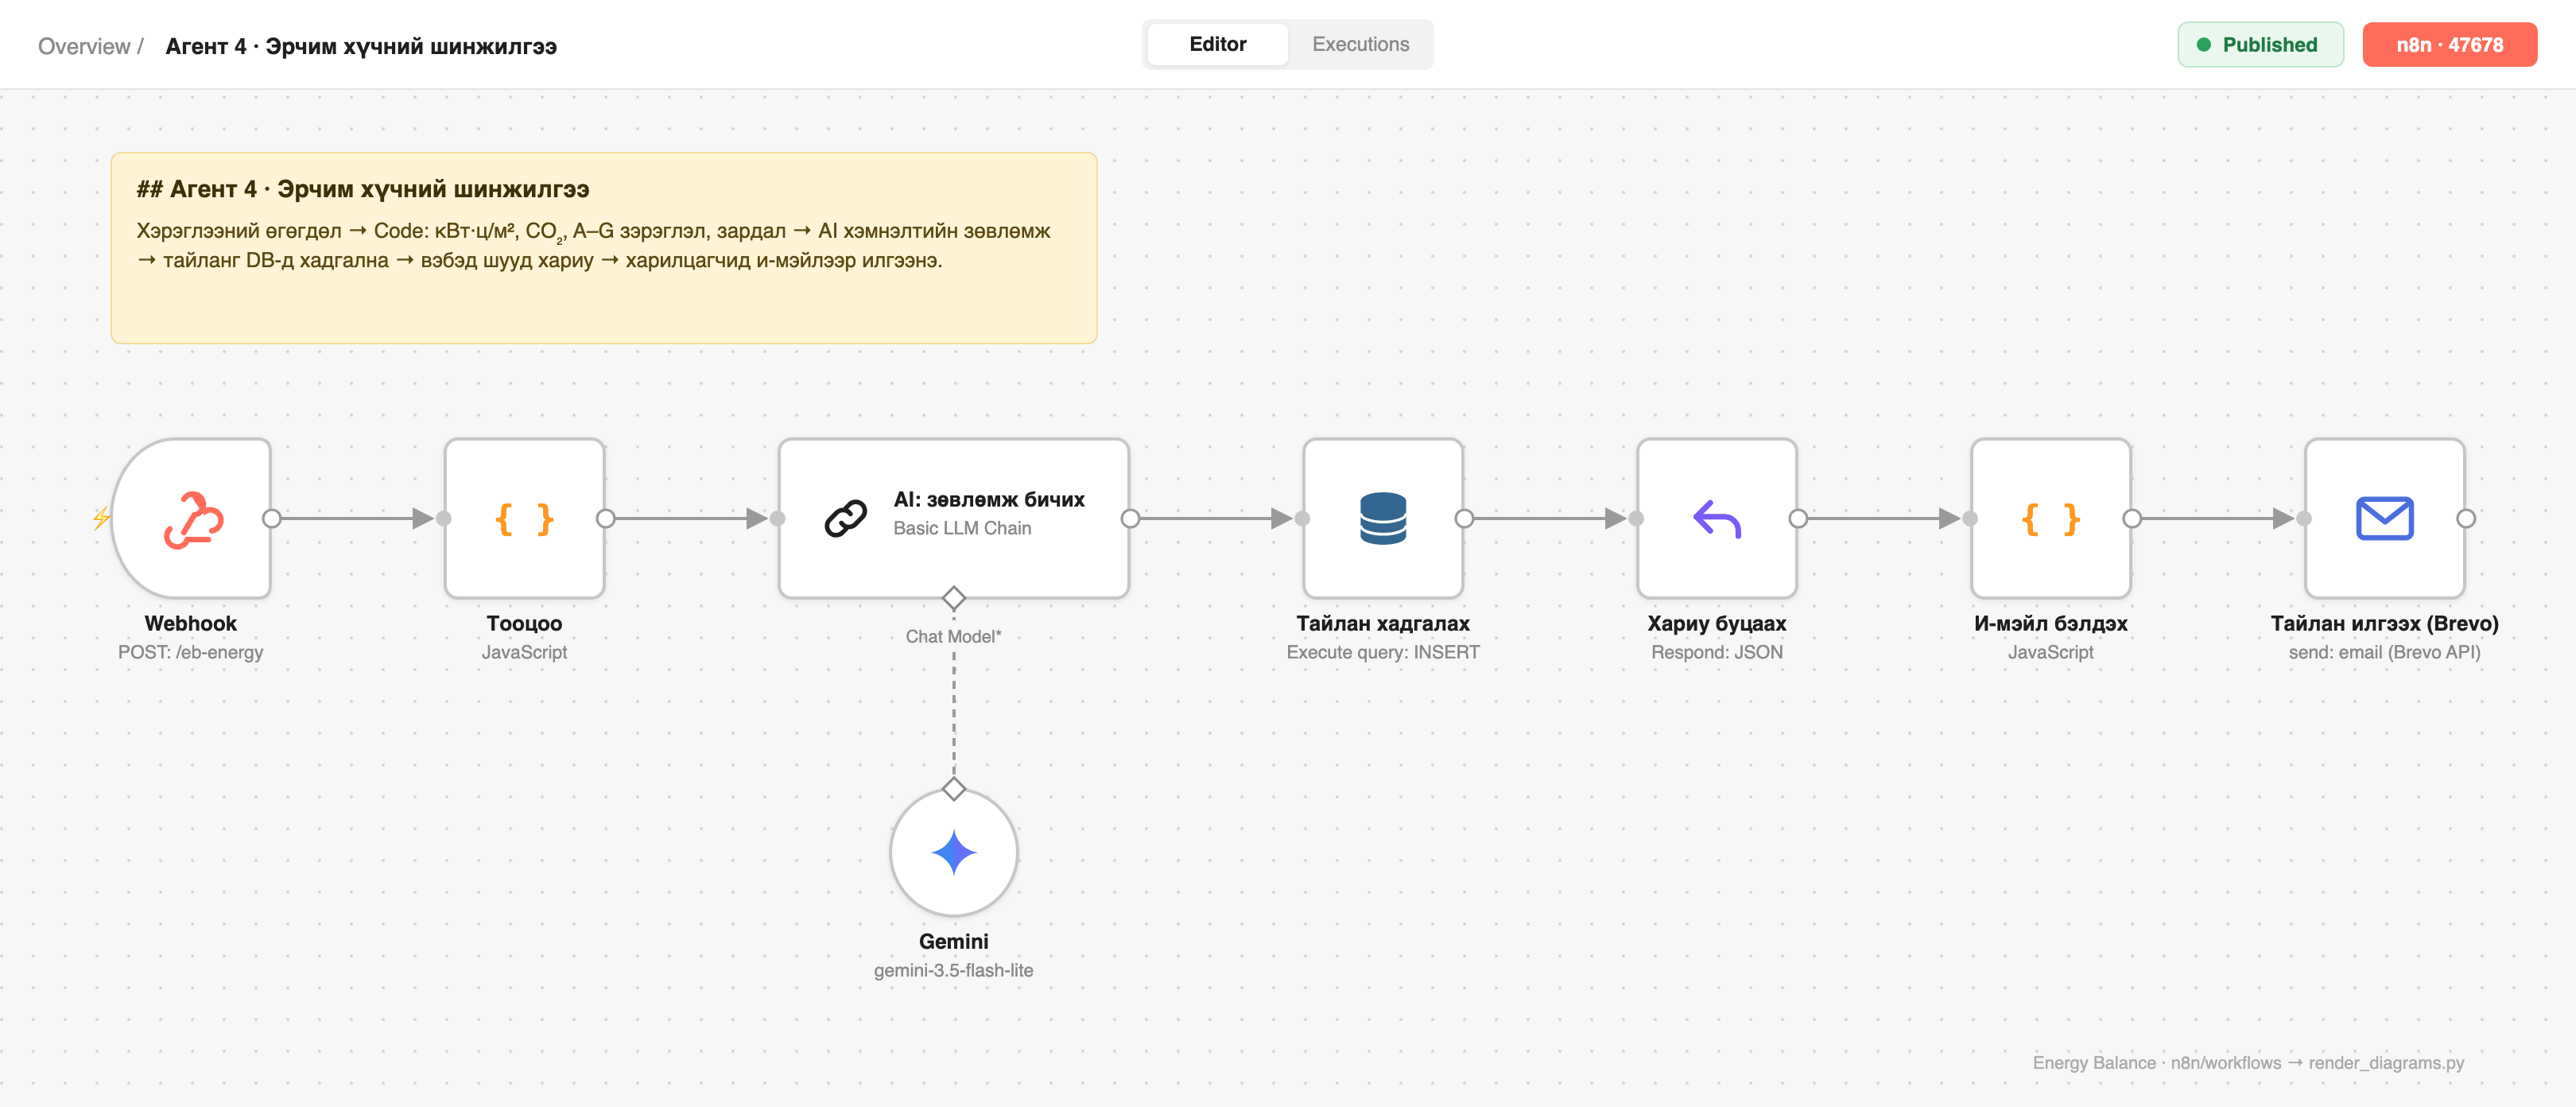 Overview / Агент 4 · Эрчим хүчний шинжилгээ
Editor
Executions
Published
n8n · 47678
## Агент 4 · Эрчим хүчний шинжилгээ
Хэрэглээний өгөгдөл → Code: кВт·ц/м², CO₂, A–G зэрэглэл, зардал → AI хэмнэлтийн зөвлөмж
→ тайланг DB-д хадгална → вэбэд шууд хариу → харилцагчид и-мэйлээр илгээнэ.
⚡
{ }
AI: зөвлөмж бичих
Basic LLM Chain
{ }
Webhook
POST: /eb-energy
Тооцоо
JavaScript
Chat Model*
Тайлан хадгалах
Execute query: INSERT
Хариу буцаах
Respond: JSON
И-мэйл бэлдэх
JavaScript
Тайлан илгээх (Brevo)
send: email (Brevo API)
Gemini
gemini-3.5-flash-lite
Energy Balance · n8n/workflows → render_diagrams.py